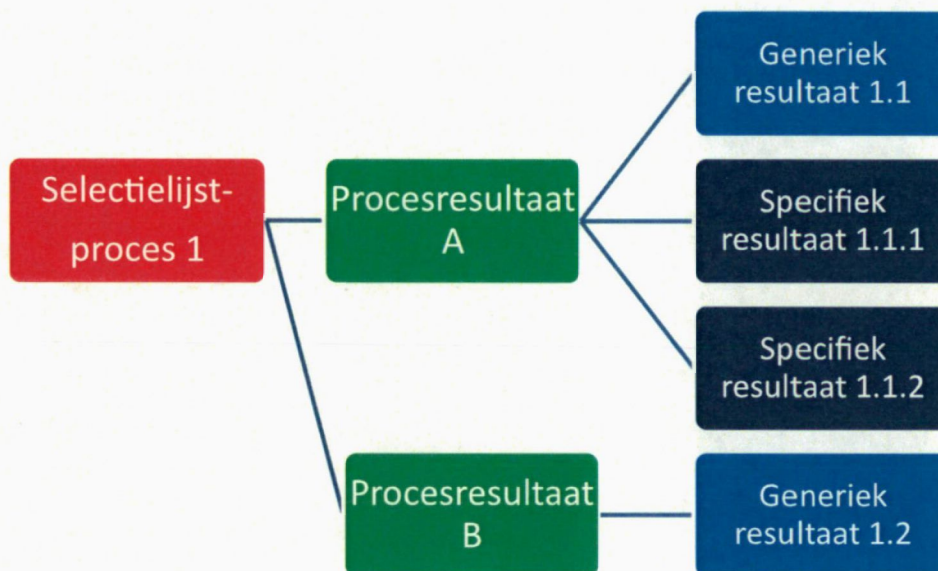 Selectielijst-
proces 1
Procesresultaat
A
Generiek
resultaat 1.1
Specifiek
resultaat 1.1.1
Specifiek
resultaat 1.1.2
Procesresultaat
B
Generiek
resultaat 1.2